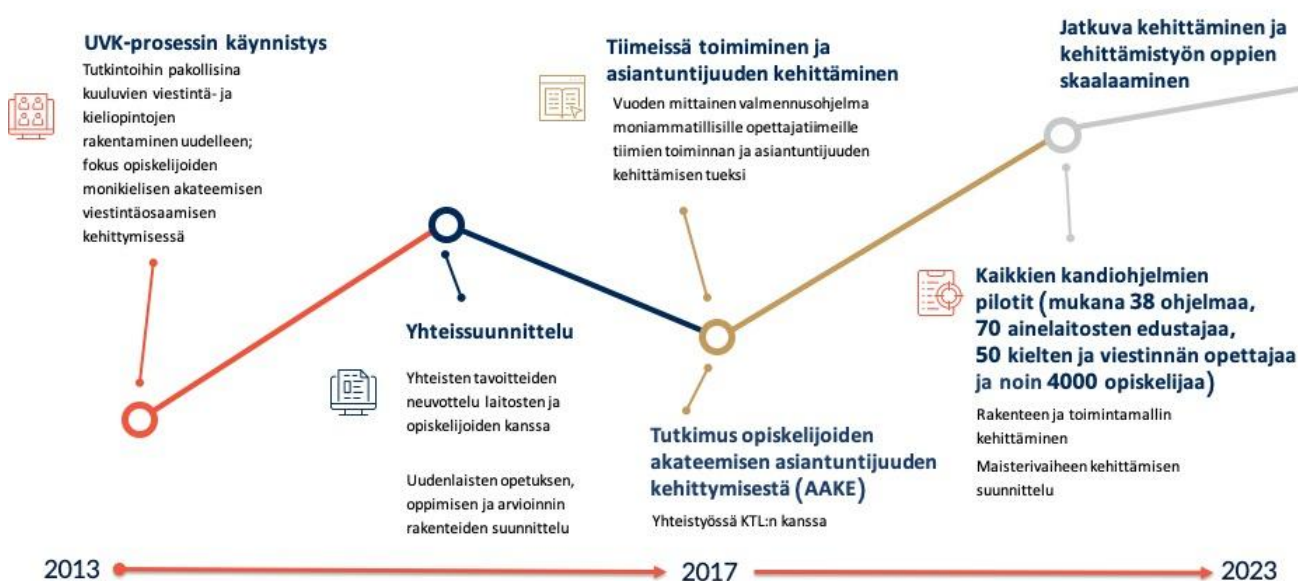 UVK-prosessin käynnistys
Tutkintoihin pakollisina
kuuluvien viestintä- ja
kieliopintojen
rakentaminen uudelleen;
fokus opiskelijoiden
monikielisen akateemisen
viestintäosaamisen
kehittymisessä
Yhteissuunnittelu
Yhteisten tavoitteiden
neuvottelu laitosten ja
opiskelijoiden kanssa
Uudenlaisten opetuksen,
oppimisen ja arvioinnin
rakenteiden suunnittelu
Tiimeissä toimiminen ja
asiantuntijuuden kehittäminen
Vuoden mittainen valmennusohjelma
moniammatillisille opettajatiimeille
tiimien toiminnan ja asiantuntijuuden
kehittämisen tueksi
Tutkimus opiskelijoiden
akateemisen asiantuntijuuden
kehittymisestä (AAKE)
Yhteistyössä KTL:n kanssa
Jatkuva kehittäminen ja
kehittämistyön oppien
skaalaaminen
Kaikkien kandiohjelmien
pilotit (mukana 38 ohjelmaa,
70 ainelaitosten edustajaa,
50 kielten ja viestinnän opettajaa
ja noin 4000 opiskelijaa)
Rakenteen ja toimintamallin
kehittäminen
Maisterivaiheen kehittämisen
suunnittelu
2013
2017
2023